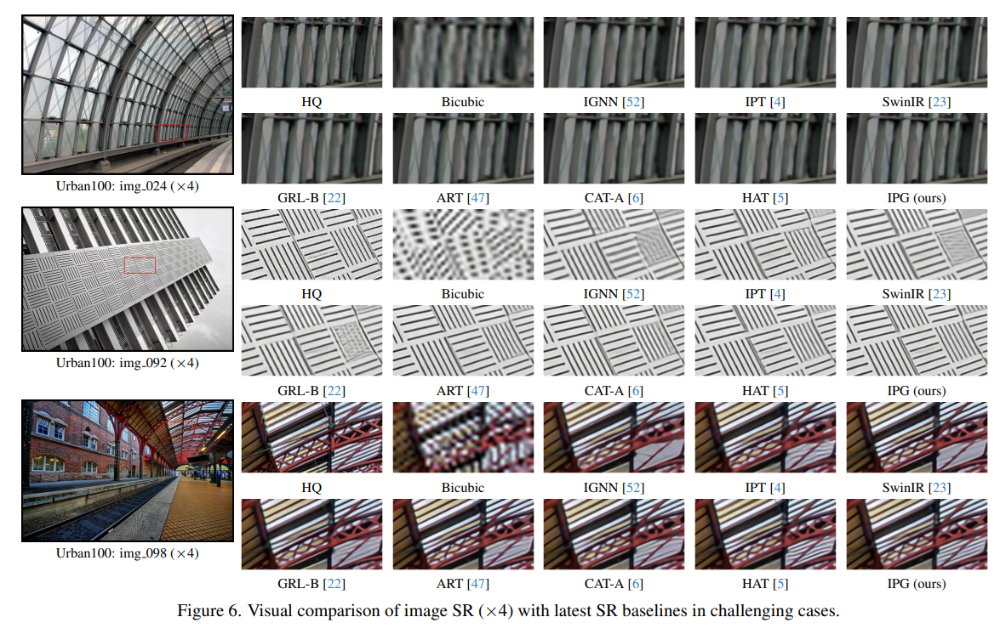 HQ Bicubic IGNN [52] IPT [4] SwinIR [23]
Urban100: img_024 (×4)
GRL-B [22] ART [47] CAT-A [6] HAT [5] IPG (ours)
HQ Bicubic IGNN [52] IPT [4] SwinIR [23]
Urban100: img_092 (×4)
GRL-B [22] ART [47] CAT-A [6] HAT [5] IPG (ours)
HQ Bicubic IGNN [52] IPT [4] SwinIR [23]
Urban100: img_098 (×4)
GRL-B [22] ART [47] CAT-A [6] HAT [5] IPG (ours)
Figure 6. Visual comparison of image SR (×4) with latest SR baselines in challenging cases.